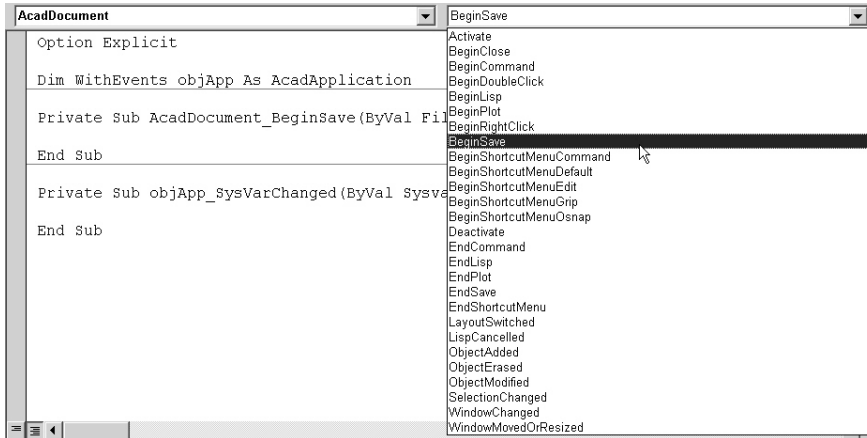 AcadDocument
BeginSave
Option Explicit
Dim WithEvents objApp As AcadApplication
Private Sub AcadDocument_BeginSave(ByVal Fil
End Sub
Private Sub objApp_SysVarChanged(ByVal Sysva
End Sub
Activate
BeginClose
BeginCommand
BeginDoubleClick
BeginLisp
BeginPlot
BeginRightClick
BeginSave
BeginShortcutMenuCommand
BeginShortcutMenuDefault
BeginShortcutMenuEdit
BeginShortcutMenuGrip
BeginShortcutMenuOsnap
Deactivate
EndCommand
EndLisp
EndPlot
EndSave
EndShortcutMenu
LayoutSwitched
LispCancelled
ObjectAdded
ObjectErased
ObjectModified
SelectionChanged
WindowChanged
WindowMovedOrResized